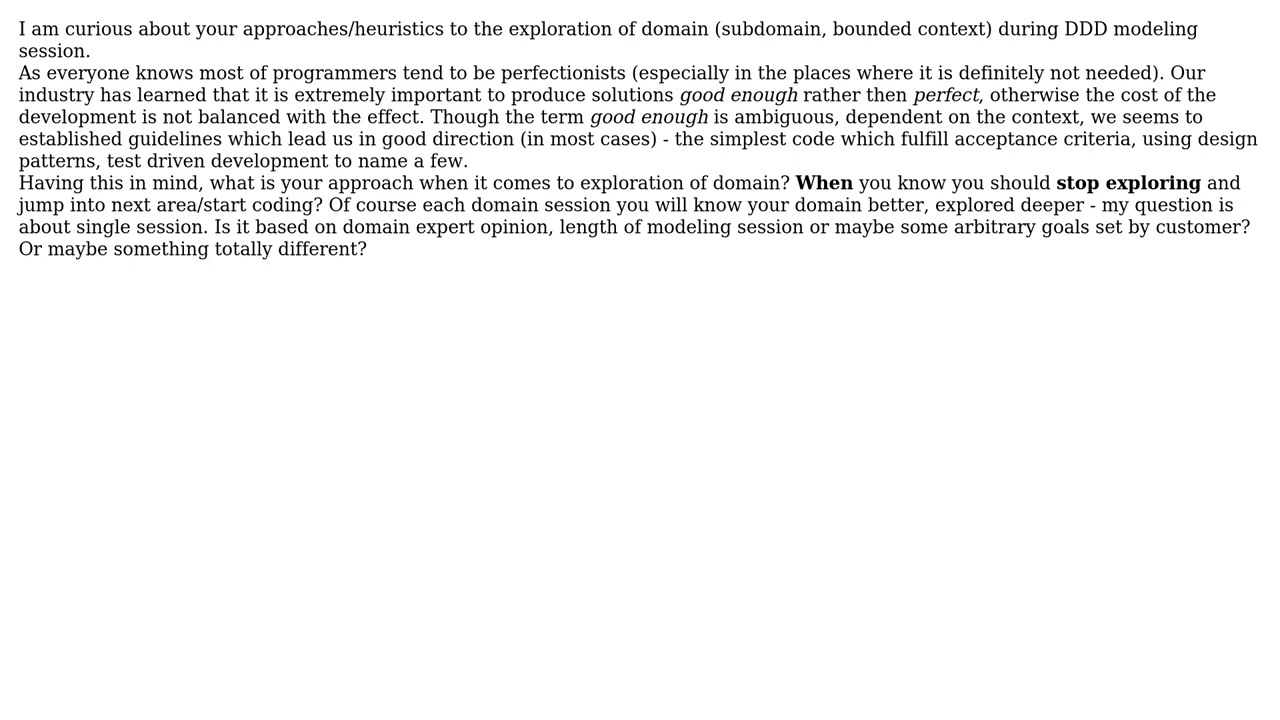 I am curious about your approaches/heuristics to the exploration of domain (subdomain, bounded context) during DDD modeling
session.
As everyone knows most of programmers tend to be perfectionists (especially in the places where it is definitely not needed). Our
industry has learned that it is extremely important to produce solutions good enough rather then perfect, otherwise the cost of the
development is not balanced with the effect. Though the term good enough is ambiguous, dependent on the context, we seems to
established guidelines which lead us in good direction (in most cases) - the simplest code which fulfill acceptance criteria, using design
patterns, test driven development to name a few.
Having this in mind, what is your approach when it comes to exploration of domain? When you know you should stop exploring and
jump into next area/start coding? Of course each domain session you will know your domain better, explored deeper - my question is
about single session. Is it based on domain expert opinion, length of modeling session or maybe some arbitrary goals set by customer?
Or maybe something totally different?